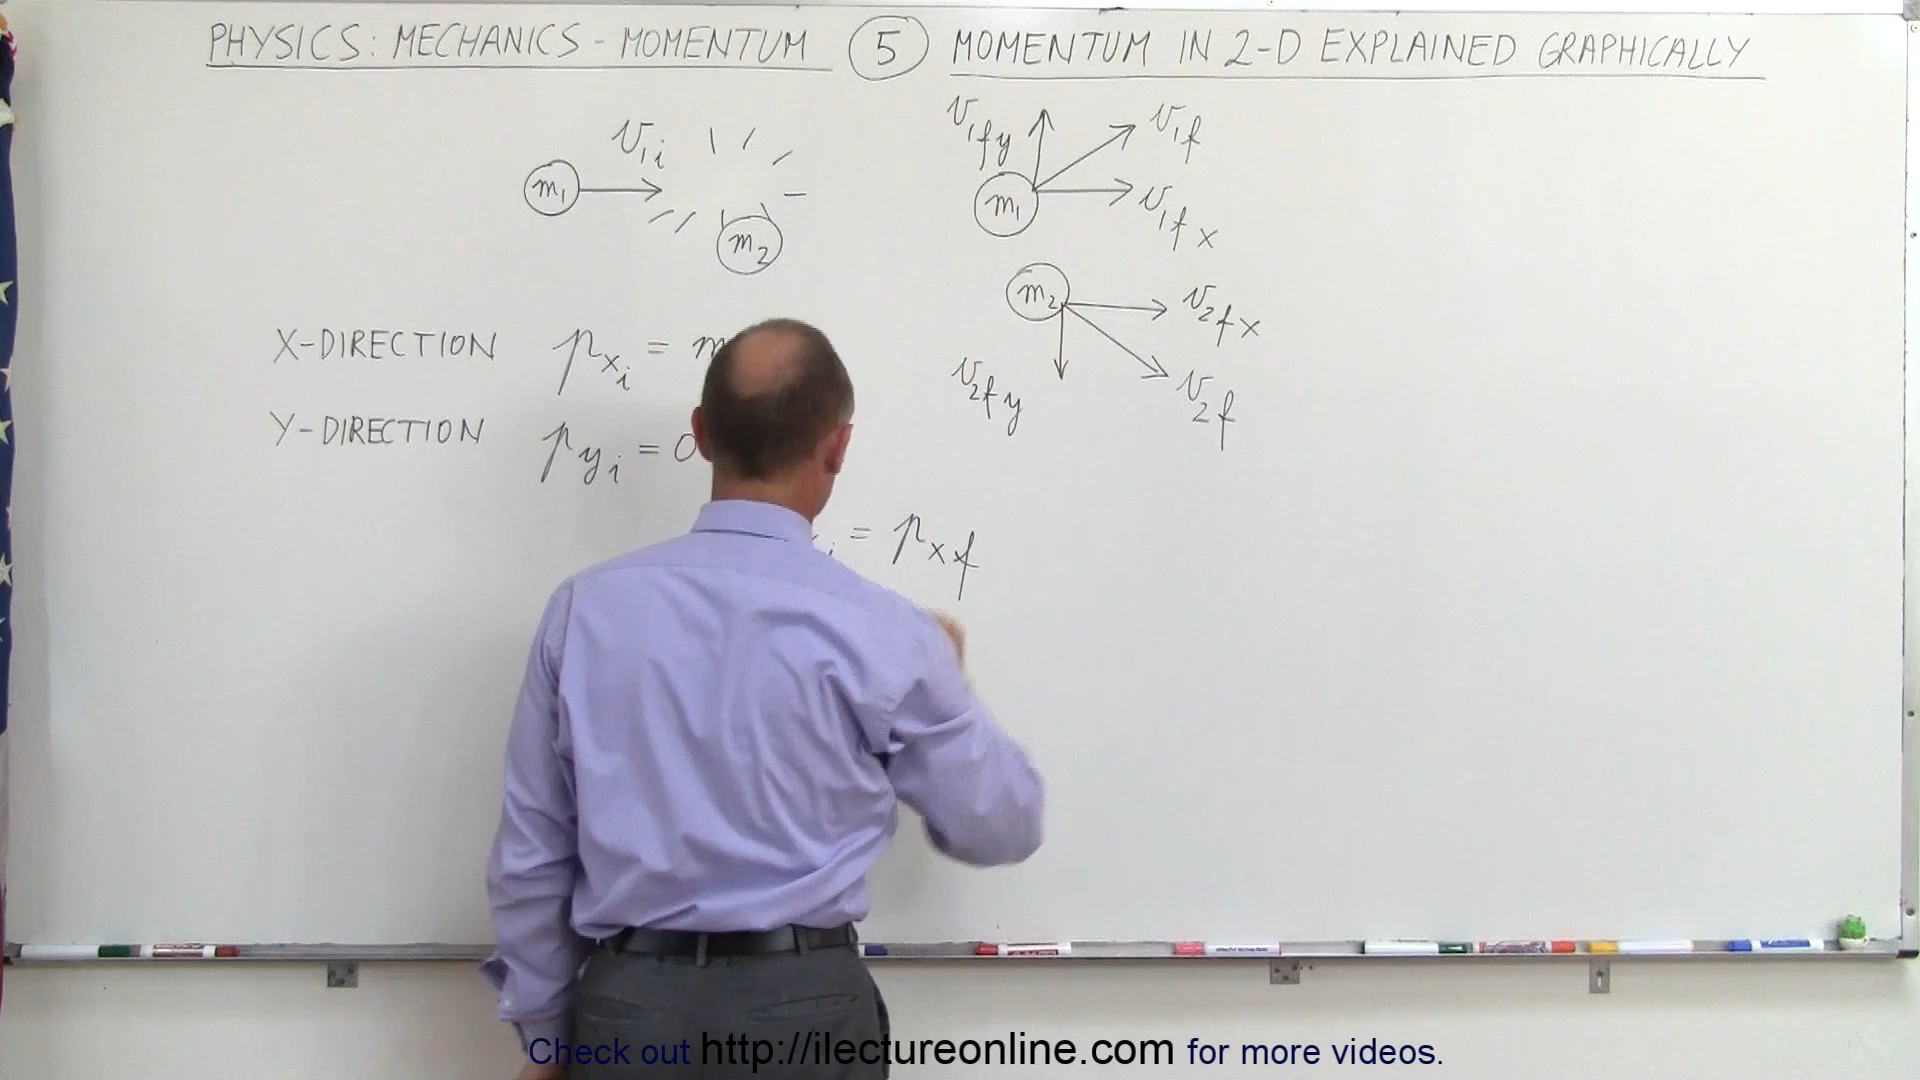 PHYSICS: MECHANICS - MOMENTUM 5 MOMENTUM IN 2-D EXPLAINED GRAPHICALLY
v1i
m1
m2
v1fy
v1f
m1
v1fx
m2
v2fx
v2fy
v2f
X-DIRECTION pxi = m
Y-DIRECTION pyi = 0
i = pxf
Check out http://ilectureonline.com for more videos.